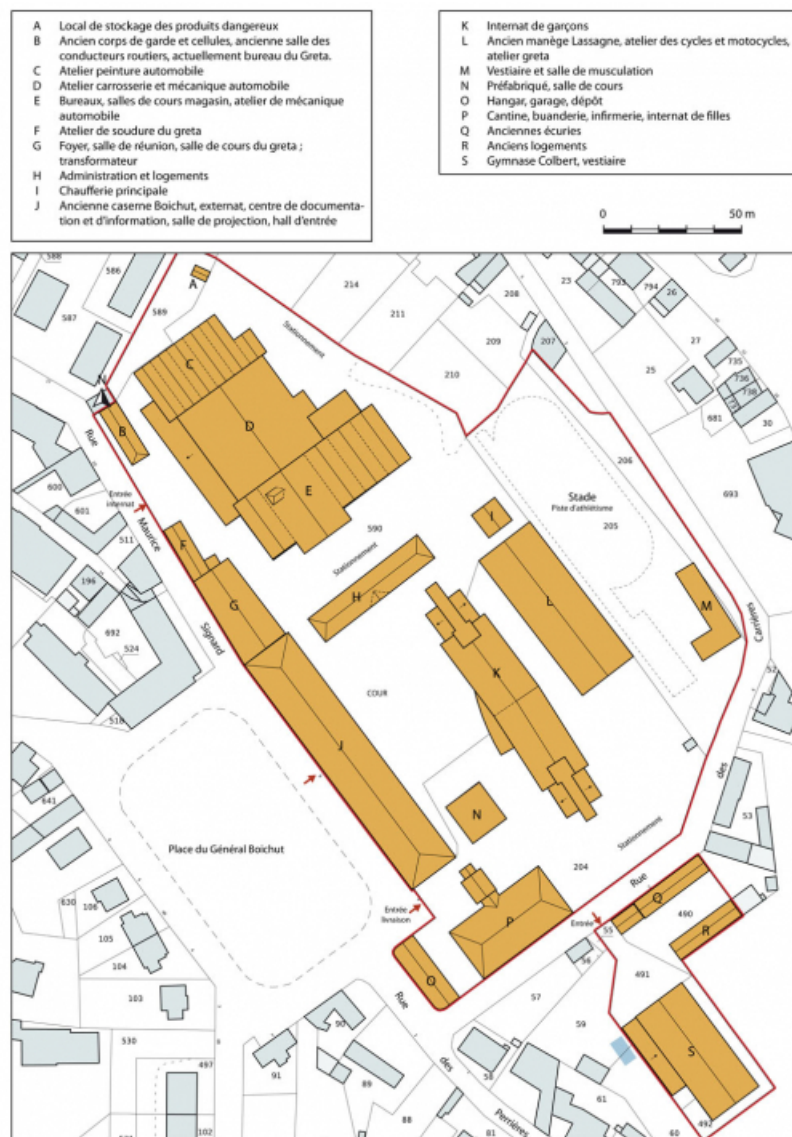 A Local de stockage des produits dangereux
B Ancien corps de garde et cellules, ancienne salle des
conducteurs routiers, actuellement bureau du Greta.
C Atelier peinture automobile
D Atelier carrosserie et mécanique automobile
E Bureaux, salles de cours magasin, atelier de mécanique
automobile
F Atelier de soudure du greta
G Foyer, salle de réunion, salle de cours du greta ;
transformateur
H Administration et logements
I Chaufferie principale
J Ancienne caserne Boichut, externat, centre de documenta-
tion et d'information, salle de projection, hall d'entrée
K Internat de garçons
L Ancien manège Lassagne, atelier des cycles et motocycles,
atelier greta
M Vestiaire et salle de musculation
N Préfabriqué, salle de cours
O Hangar, garage, dépôt
P Cantine, buanderie, infirmerie, internat de filles
Q Anciennes écuries
R Anciens logements
S Gymnase Colbert, vestiaire
0 50 m
588
586
587
589
A
214
211
208
209
210
207
23
793
794
26
27
25
735
736
738
681
30
693
Stationnement
N
B
C
D
E
Rue
Maurice
Signard
Entrée
internat
600
601
511
196
692
524
518
F
G
590
Stationnement
H
I
L
Stade
Piste d'athlétisme
205
206
M
Carrières
des
Rue
52
53
K
COUR
J
N
204
Stationnement
641
Place du Général Boichut
630
106
105
104
103
530
497
102
Entrée
livraison
P
O
Entrée
55
56
Q
490
R
491
57
59
58
S
61
60
492
Rue
des
Perrières
90
91
89
88
81